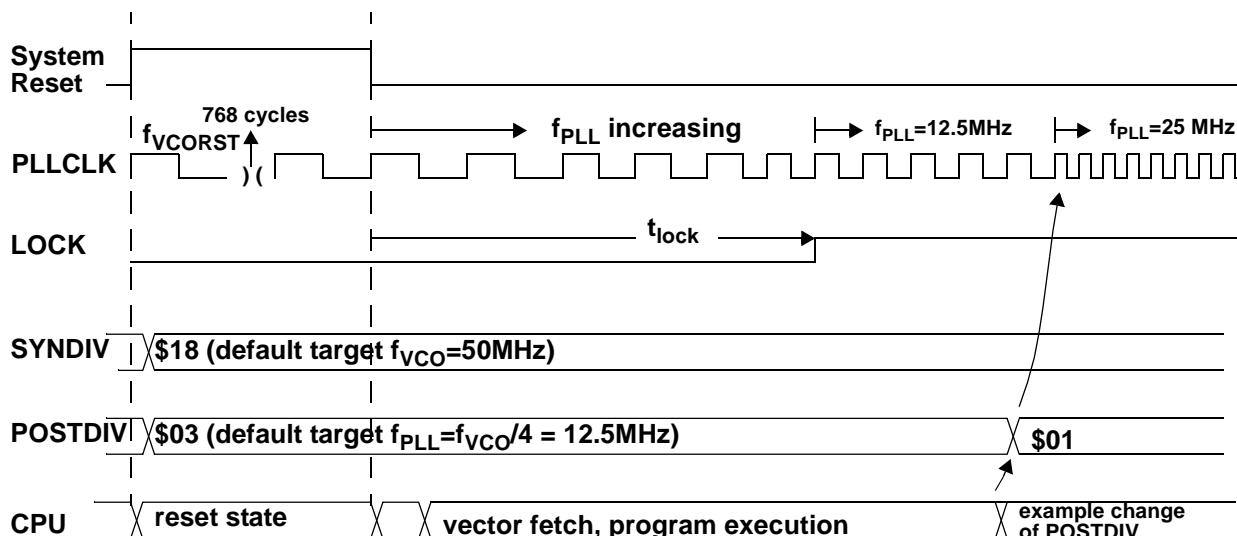 System
Reset
768 cycles
fVCORST
fPLL increasing
fPLL=12.5MHz
fPLL=25 MHz
PLLCLK
) (
LOCK
tlock
SYNDIV
$18 (default target fVCO=50MHz)
POSTDIV
$03 (default target fPLL=fVCO/4 = 12.5MHz)
$01
CPU
reset state
vector fetch, program execution
example change
of POSTDIV